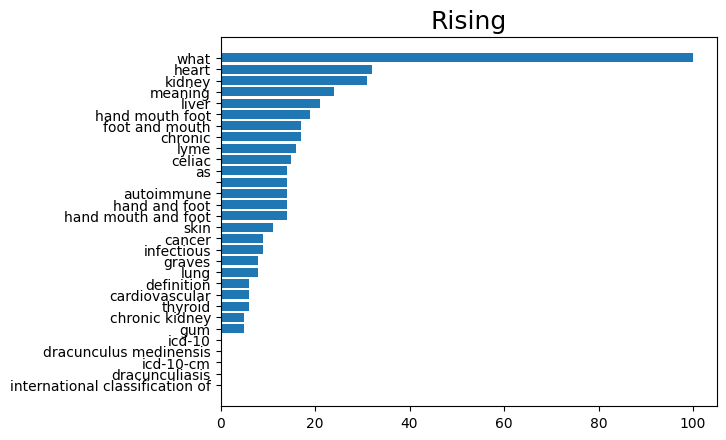 Rising
what
heart
kidney
meaning
liver
hand mouth foot
foot and mouth
chronic
lyme
celiac
as
autoimmune
hand and foot
hand mouth and foot
skin
cancer
infectious
graves
lung
definition
cardiovascular
thyroid
chronic kidney
gum
icd-10
dracunculus medinensis
icd-10-cm
dracunculiasis
international classification of
0 20 40 60 80 100